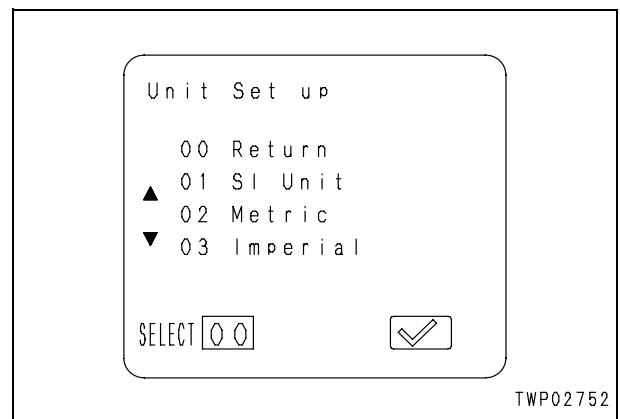 Unit Set up
00 Return
01 SI Unit
02 Metric
03 Imperial
SELECT 00
TWP02752